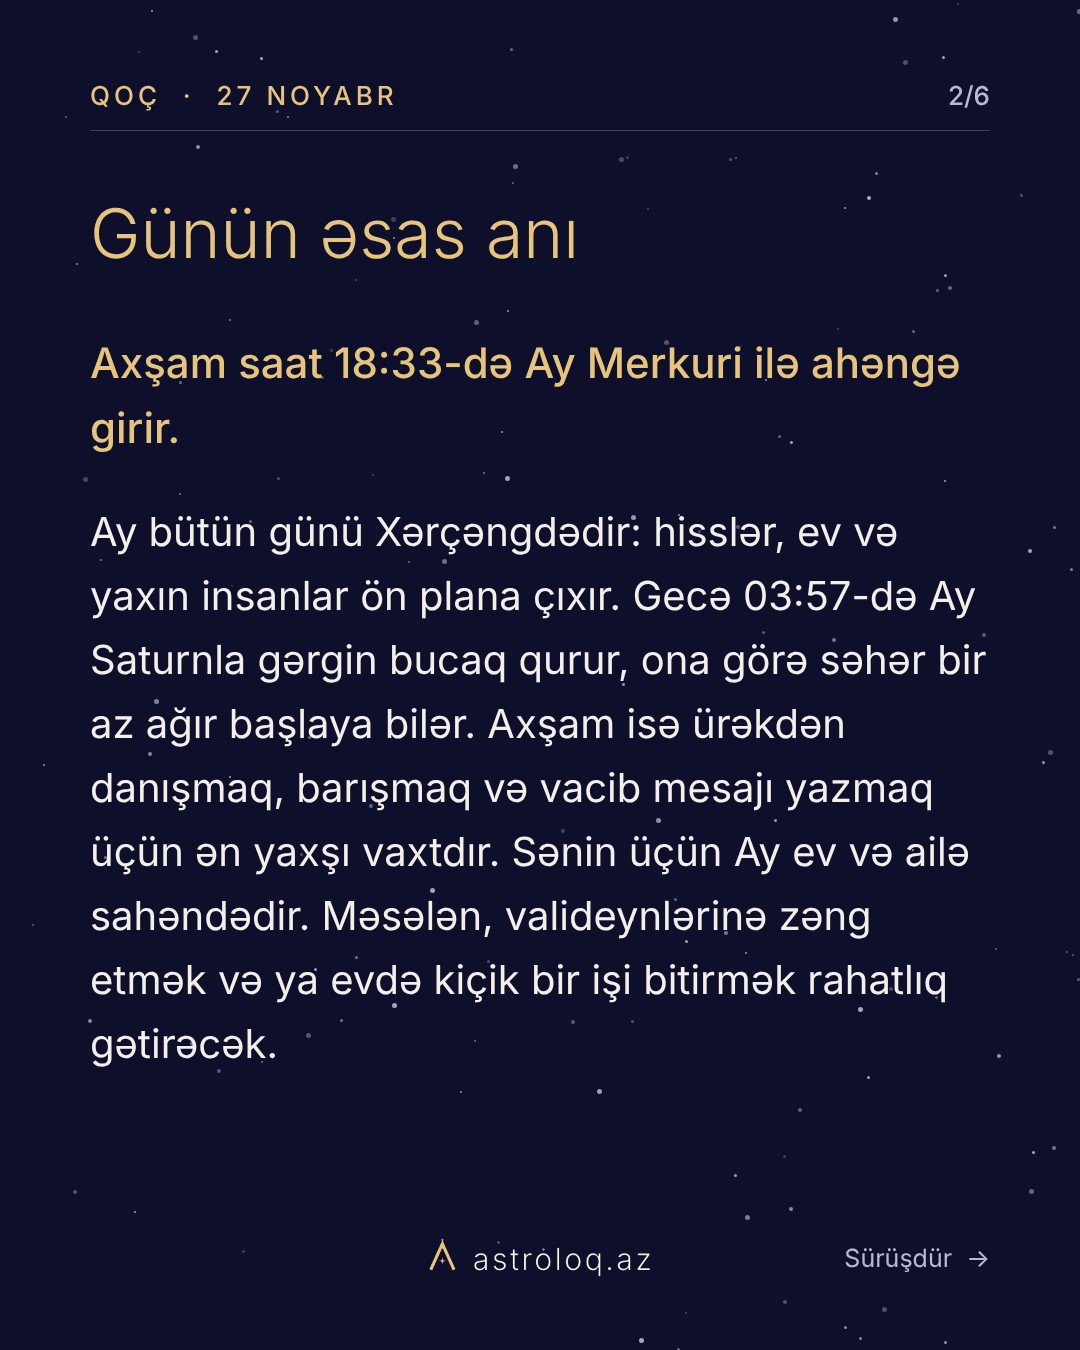 QOÇ · 27 NOYABR
2/6
Günün əsas anı
Axşam saat 18:33-də Ay Merkuri ilə ahəngə
girir.
Ay bütün günü Xərçəngdədir: hisslər, ev və
yaxın insanlar ön plana çıxır. Gecə 03:57-də Ay
Saturnla gərgin bucaq qurur, ona görə səhər bir
az ağır başlaya bilər. Axşam isə ürəkdən
danışmaq, barışmaq və vacib mesajı yazmaq
üçün ən yaxşı vaxtdır. Sənin üçün Ay ev və ailə
sahəndədir. Məsələn, valideynlərinə zəng
etmək və ya evdə kiçik bir işi bitirmək rahatlıq
gətirəcək.
astroloq.az
Sürüşdür →